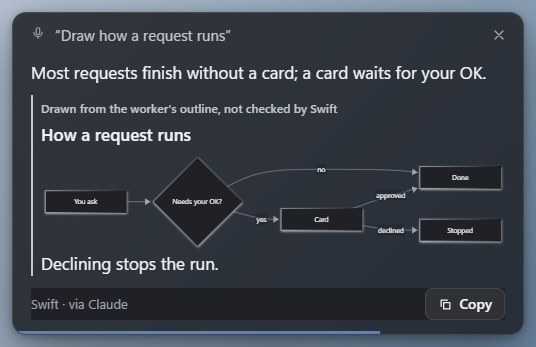 "Draw how a request runs"
Most requests finish without a card; a card waits for your OK.
Drawn from the worker's outline, not checked by Swift
How a request runs
You ask
Needs your OK?
no
yes
Card
approved
declined
Done
Stopped
Declining stops the run.
Swift · via Claude
Copy